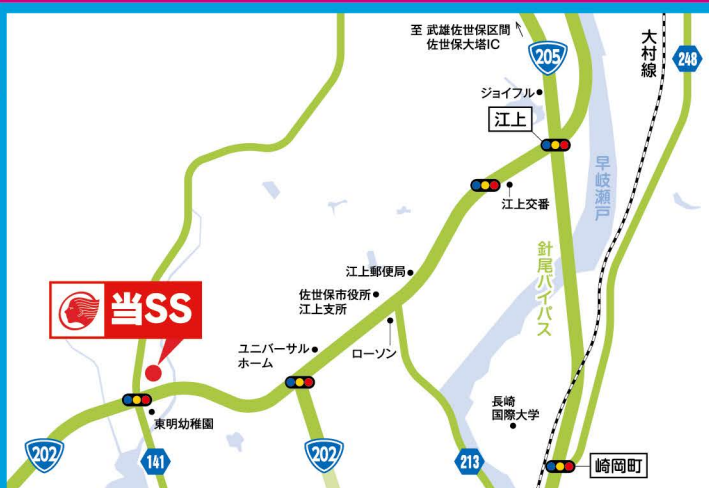 至 武雄佐世保区間
佐世保大塔IC
205
大村線
248
ジョイフル
江上
早岐瀬戸
江上交番
針尾バイパス
江上郵便局
佐世保市役所
江上支所
当SS
ユニバーサル
ホーム
ローソン
長崎
国際大学
東明幼稚園
202
141
202
213
崎岡町